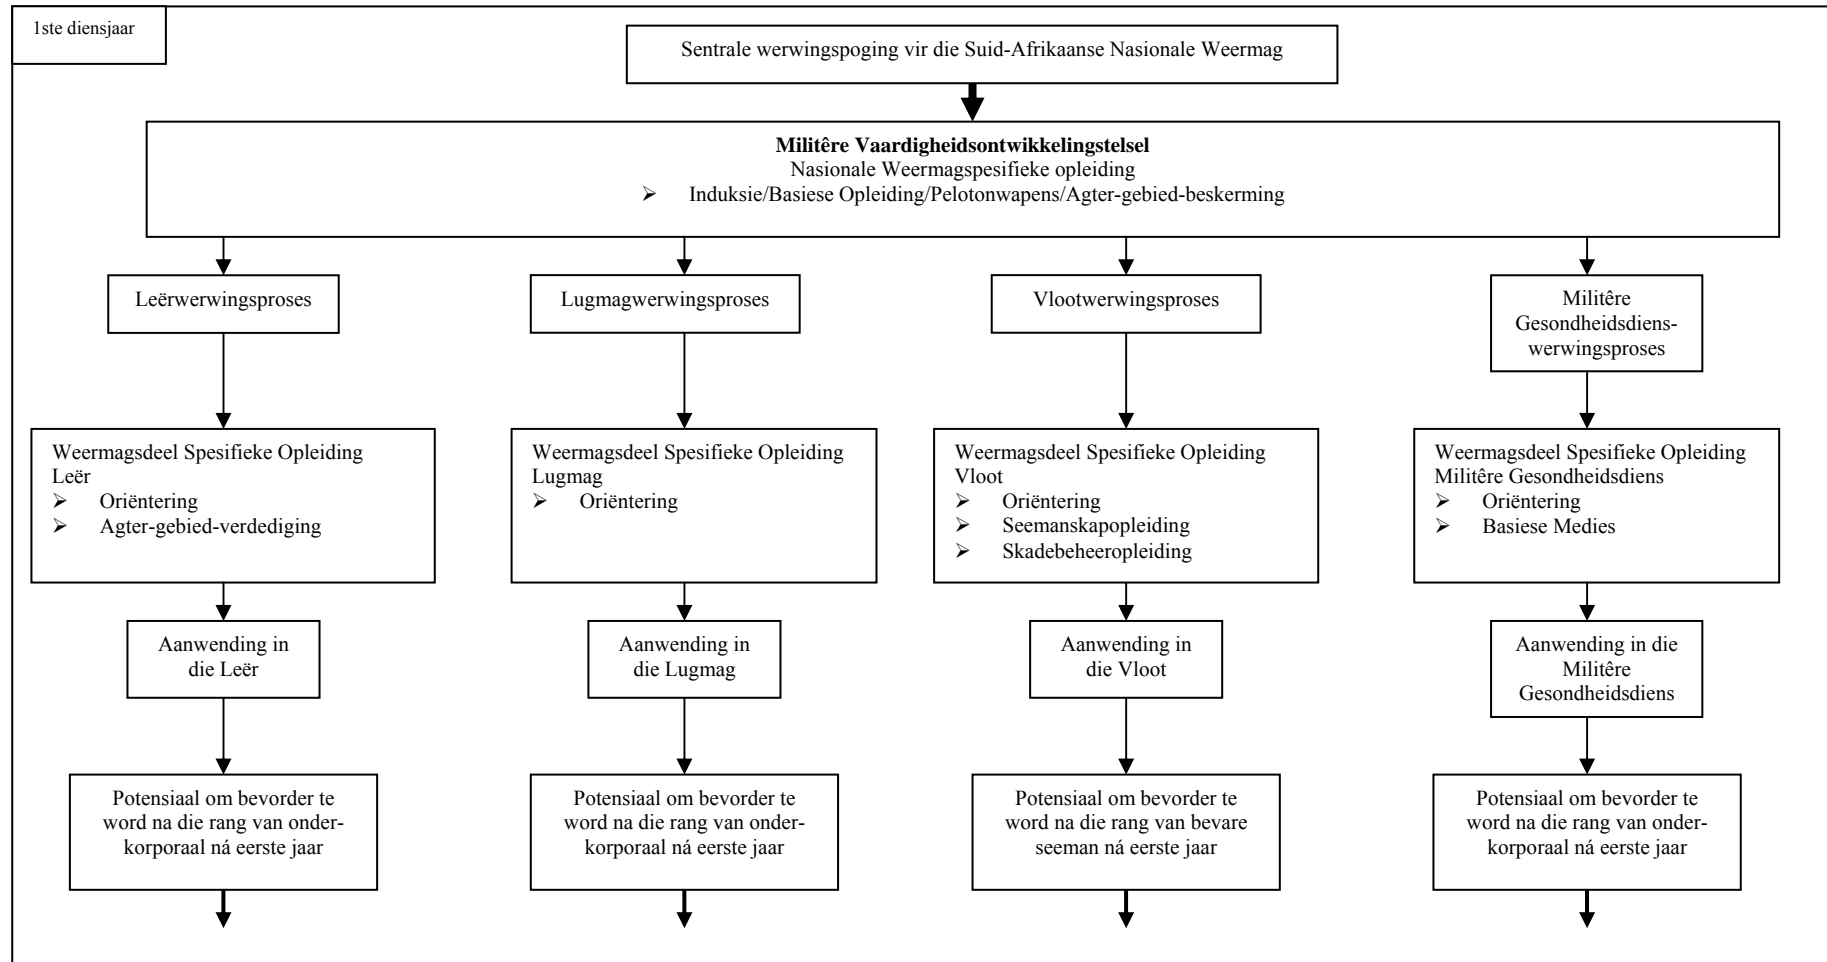 1ste diensjaar
Sentrale werwingspoging vir die Suid-Afrikaanse Nasionale Weermag
Militêre Vaardigheidsontwikkelingstelsel
Nasionale Weermagspesifieke opleiding
➢ Induksie/Basiese Opleiding/Pelotonwapens/Agter-gebied-beskerming
Leërwerwingsproses
Lugmagwerwingsproses
Vlootwerwingsproses
Militêre
Gesondheidsdiens-
werwingsproses
Weermagsdeel Spesifieke Opleiding
Leër
➢ Oriëntering
➢ Agter-gebied-verdediging
Weermagsdeel Spesifieke Opleiding
Lugmag
➢ Oriëntering
Weermagsdeel Spesifieke Opleiding
Vloot
➢ Oriëntering
➢ Seemanskapopleiding
➢ Skadebeheeropleiding
Weermagsdeel Spesifieke Opleiding
Militêre Gesondheidsdiens
➢ Oriëntering
➢ Basiese Medies
Aanwending in
die Leër
Aanwending in
die Lugmag
Aanwending in
die Vloot
Aanwending in die
Militêre
Gesondheidsdiens
Potensiaal om bevorder te
word na die rang van onder-
korporaal ná eerste jaar
Potensiaal om bevorder te
word na die rang van onder-
korporaal ná eerste jaar
Potensiaal om bevorder te
word na die rang van bevare
seeman ná eerste jaar
Potensiaal om bevorder te
word na die rang van onder-
korporaal ná eerste jaar